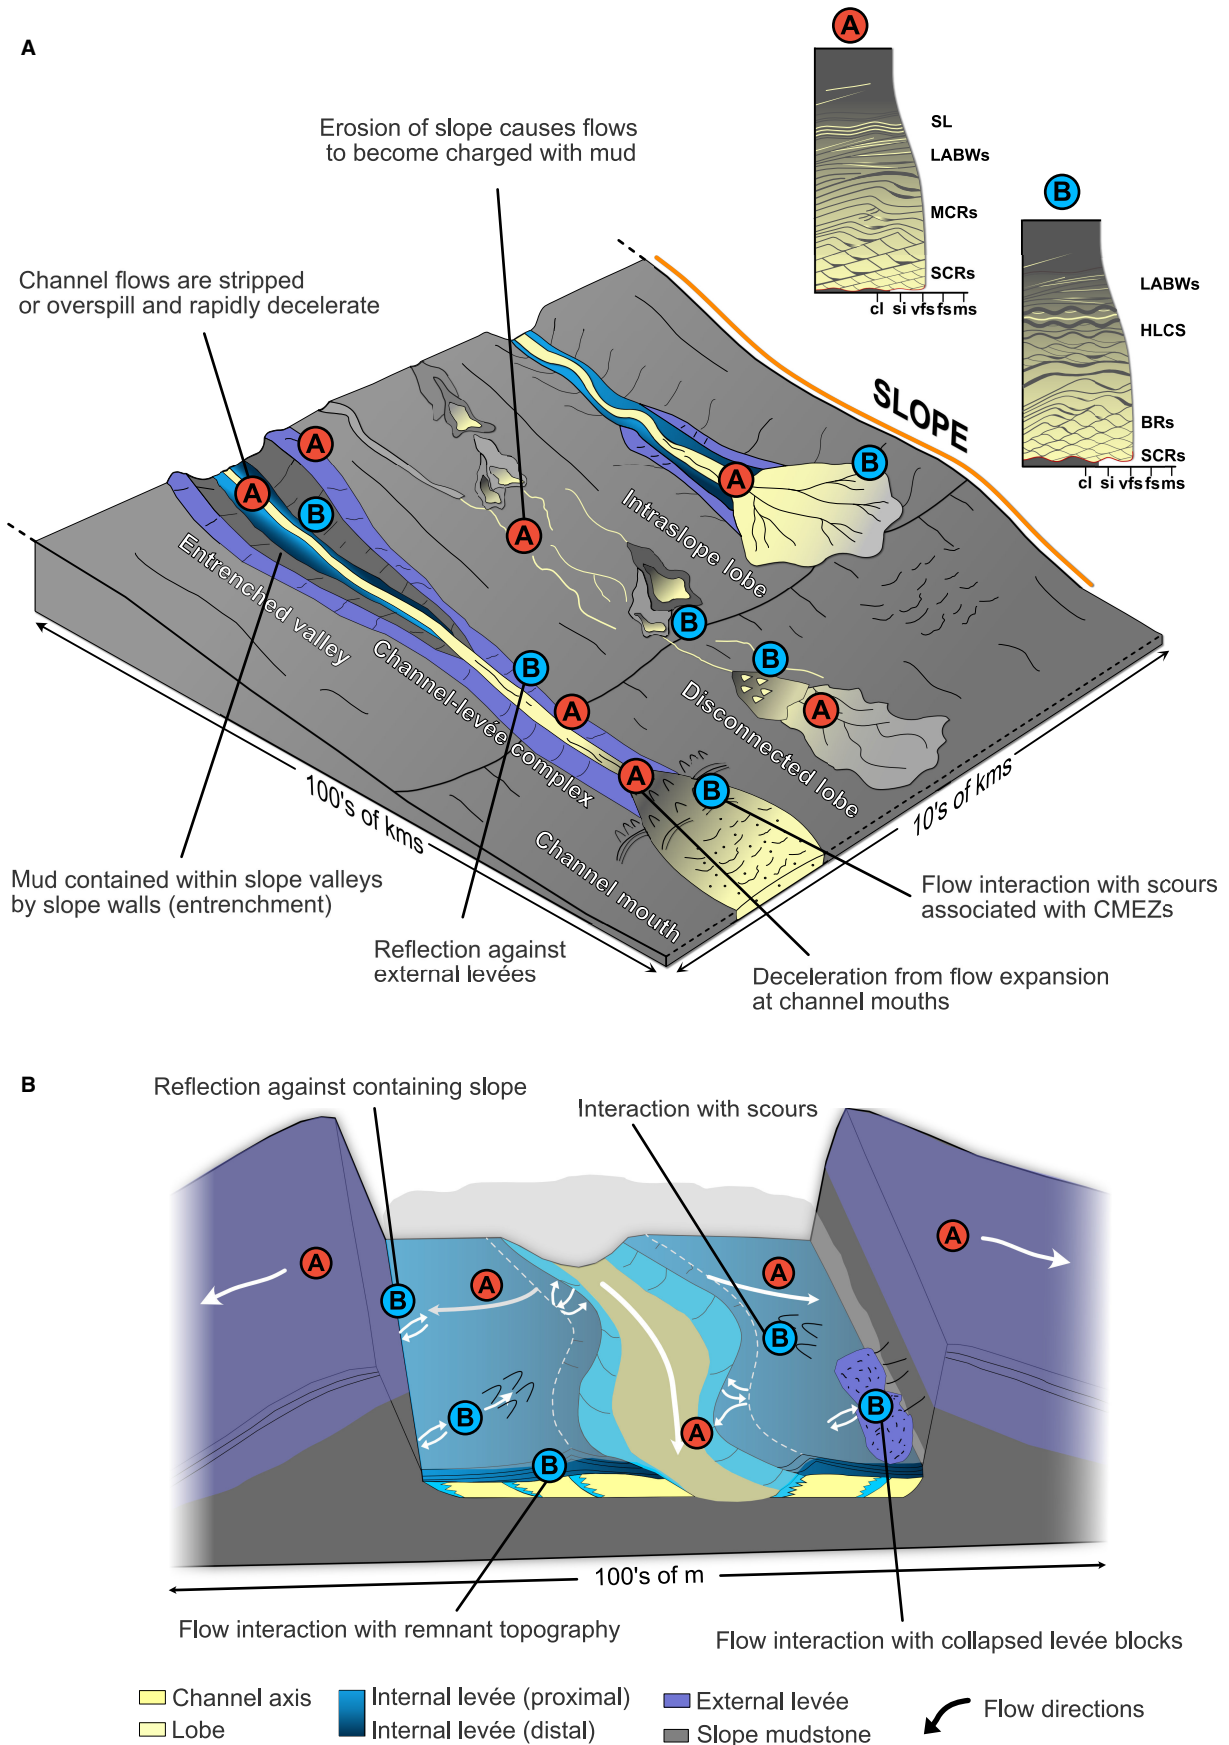 A
A
Erosion of slope causes flows
to become charged with mud
SL
LABWs
MCRs
SCRs
cl si vfs fs ms
B
LABWs
HLCS
BRs
SCRs
cl si vfs fs ms
Channel flows are stripped
or overspill and rapidly decelerate
SLOPE
A
B
A
A
B
A
B
Intraslope lobe
Entrenched valley
B
B
B
A
A
Channel-levée complex
Disconnected lobe
A
B
100's of kms
10's of kms
Channel mouth
Mud contained within slope valleys
by slope walls (entrenchment)
Reflection against
external levées
Flow interaction with scours
associated with CMEZs
Deceleration from flow expansion
at channel mouths
B
Reflection against containing slope
Interaction with scours
A
A
A
A
B
B
B
B
A
B
100's of m
Flow interaction with remnant topography
Flow interaction with collapsed levée blocks
Channel axis
Lobe
Internal levée (proximal)
Internal levée (distal)
External levée
Slope mudstone
Flow directions